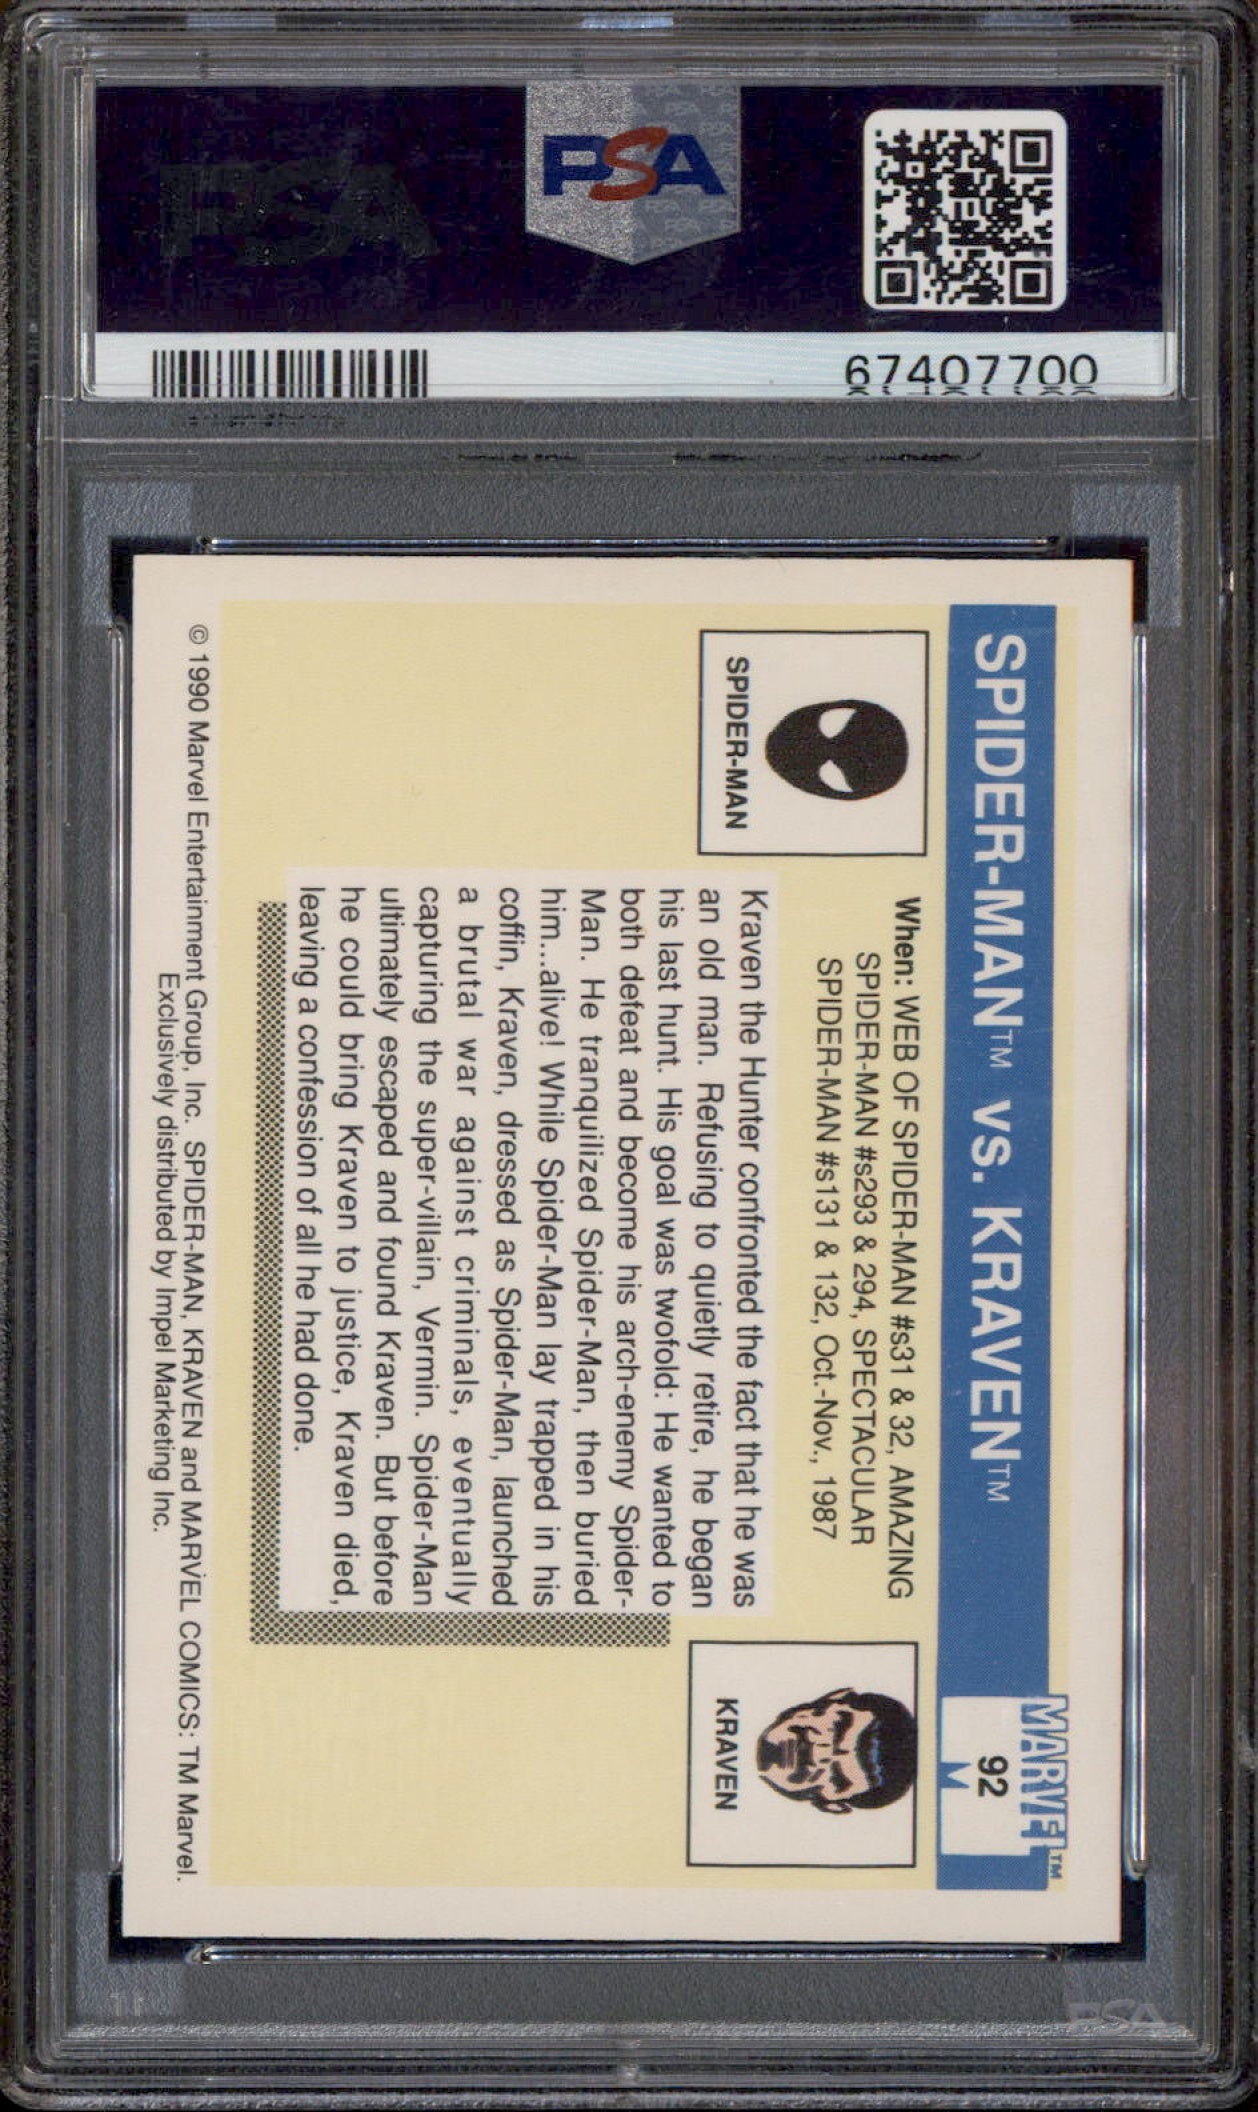 PSA
67407700
SPIDER-MAN™ vs. KRAVEN™
MARVEL™
92
M
SPIDER-MAN
When: WEB OF SPIDER-MAN #s31 & 32, AMAZING
SPIDER-MAN #s293 & 294, SPECTACULAR
SPIDER-MAN #s131 & 132, Oct.-Nov., 1987
KRAVEN
Kraven the Hunter confronted the fact that he was
an old man. Refusing to quietly retire, he began
his last hunt. His goal was twofold: He wanted to
both defeat and become his arch-enemy Spider-
Man. He tranquilized Spider-Man, then buried
him...alive! While Spider-Man lay trapped in his
coffin, Kraven, dressed as Spider-Man, launched
a brutal war against criminals, eventually
capturing the super-villain, Vermin. Spider-Man
ultimately escaped and found Kraven. But before
he could bring Kraven to justice, Kraven died,
leaving a confession of all he had done.
© 1990 Marvel Entertainment Group, Inc. SPIDER-MAN, KRAVEN and MARVEL COMICS: TM Marvel.
Exclusively distributed by Impel Marketing Inc.
PSA